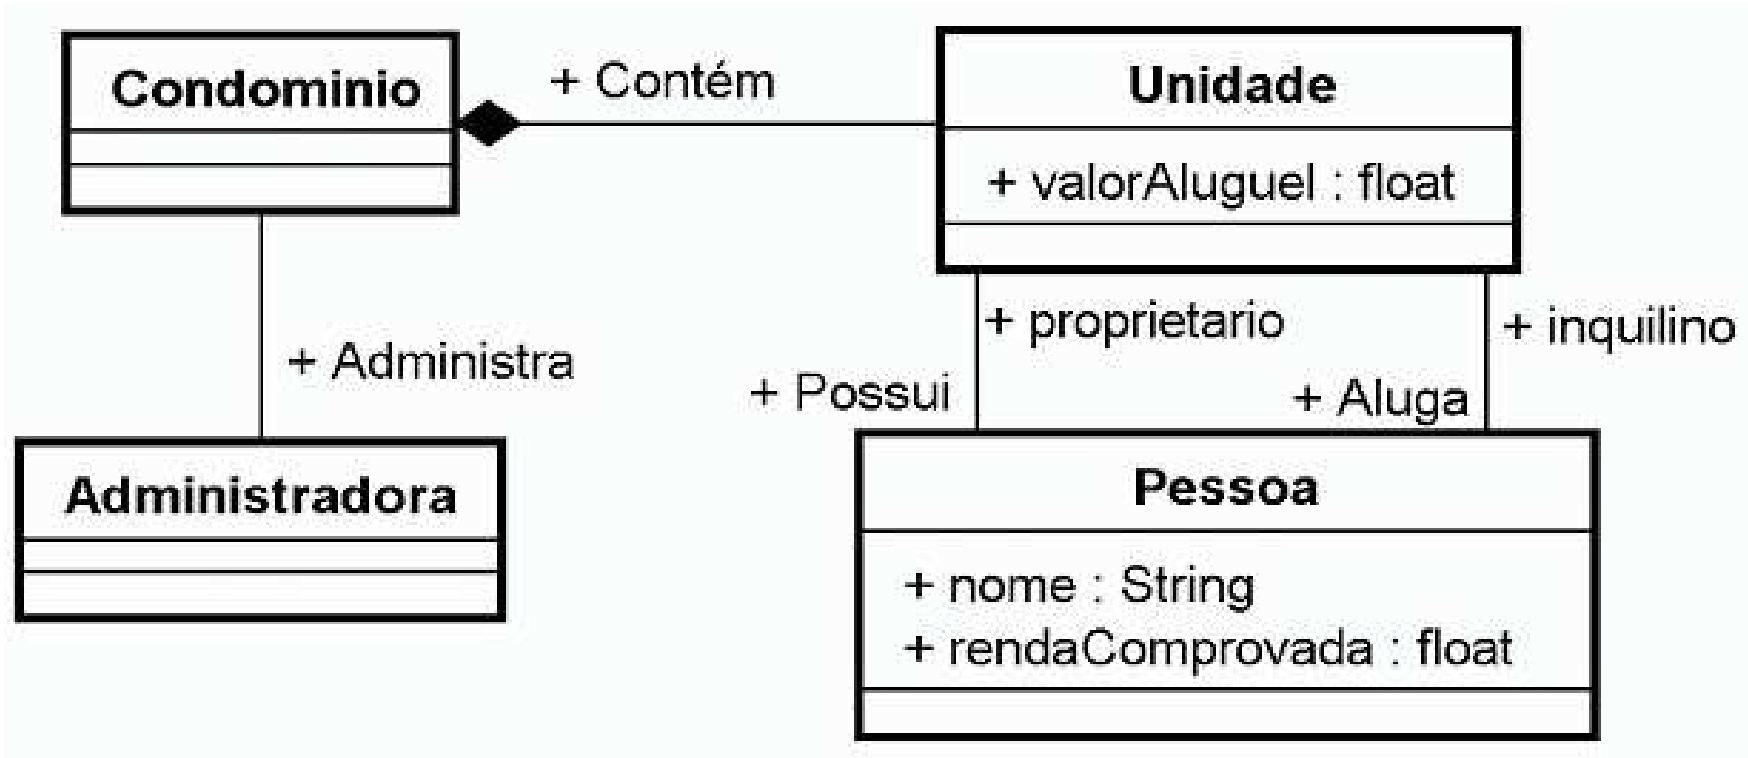 Condominio
+ Contém
Unidade
+ valorAluguel : float
+ proprietario
+ inquilino
+ Administra
+ Possui
+ Aluga
Administradora
Pessoa
+ nome : String
+ rendaComprovada : float